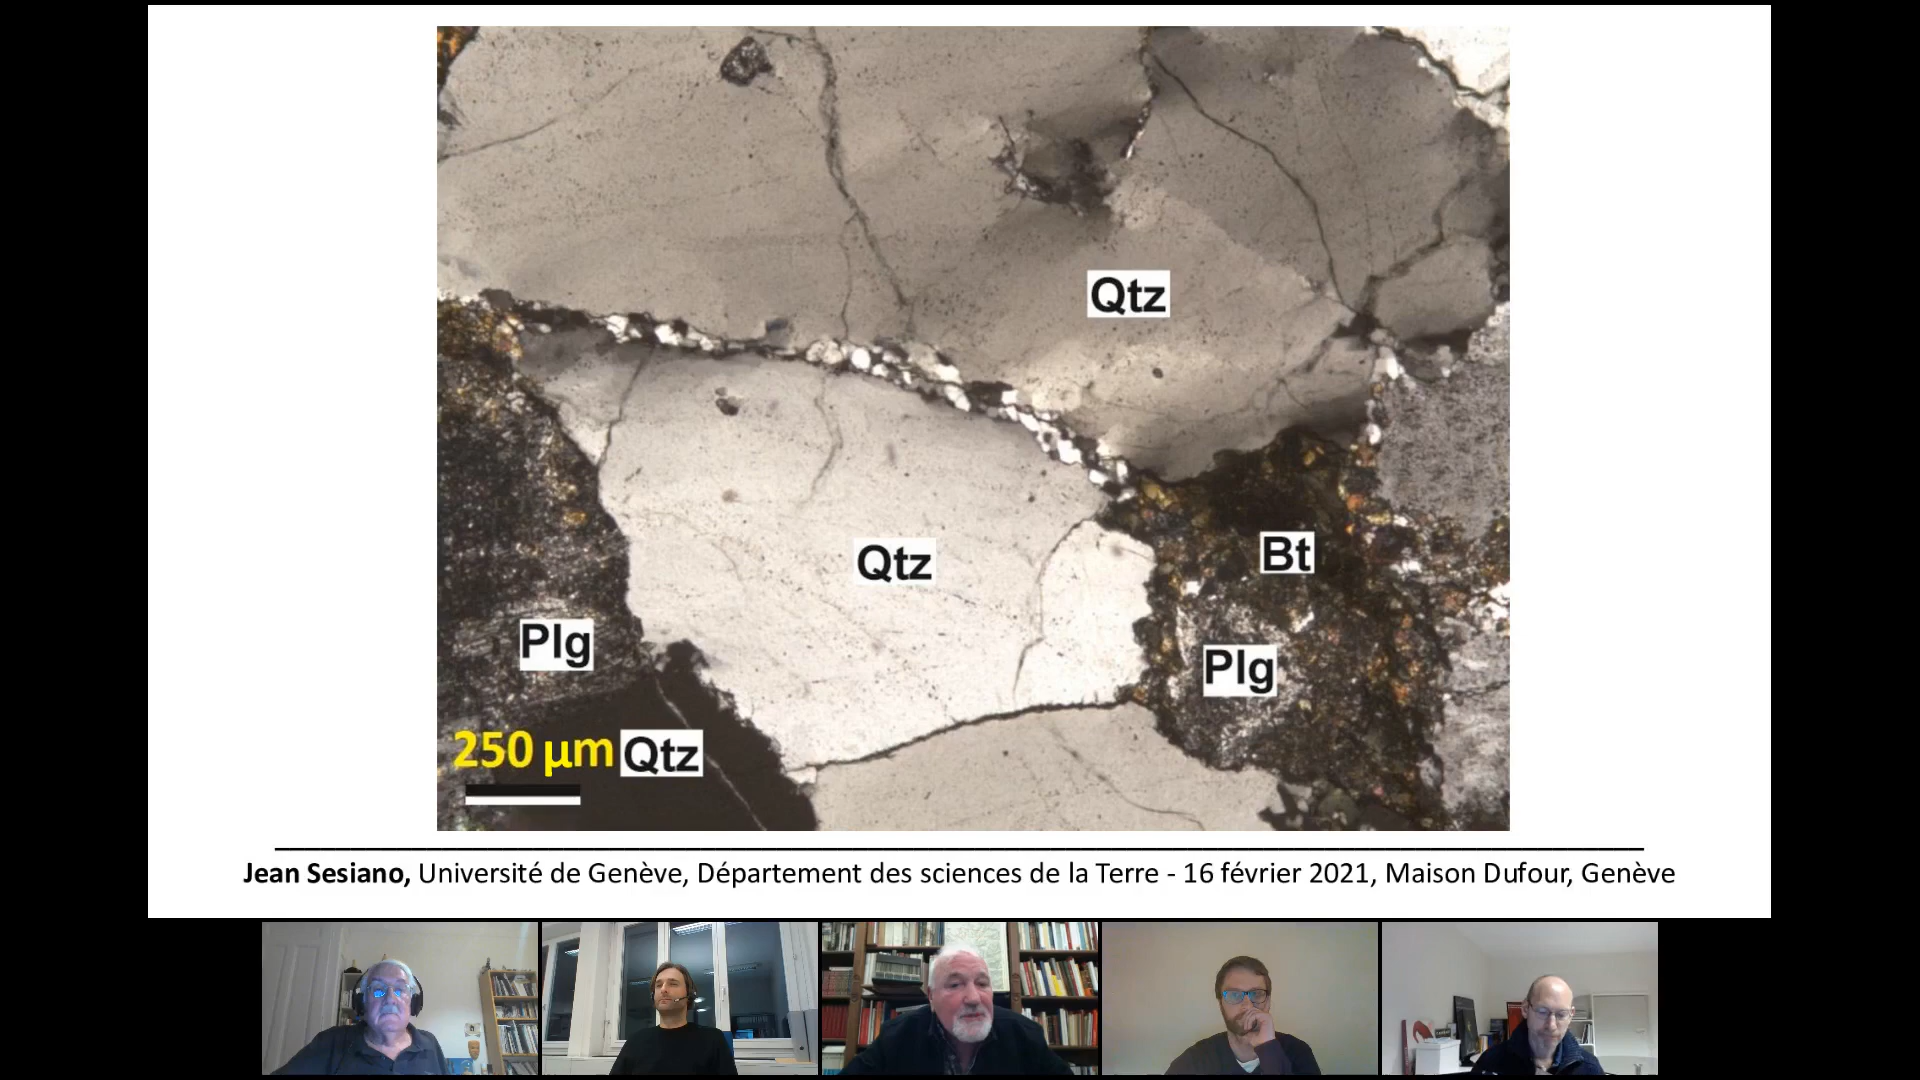 Qtz
Qtz
Bt
Plg
Plg
250 µm
Qtz
Jean Sesiano, Université de Genève, Département des sciences de la Terre - 16 février 2021, Maison Dufour, Genève